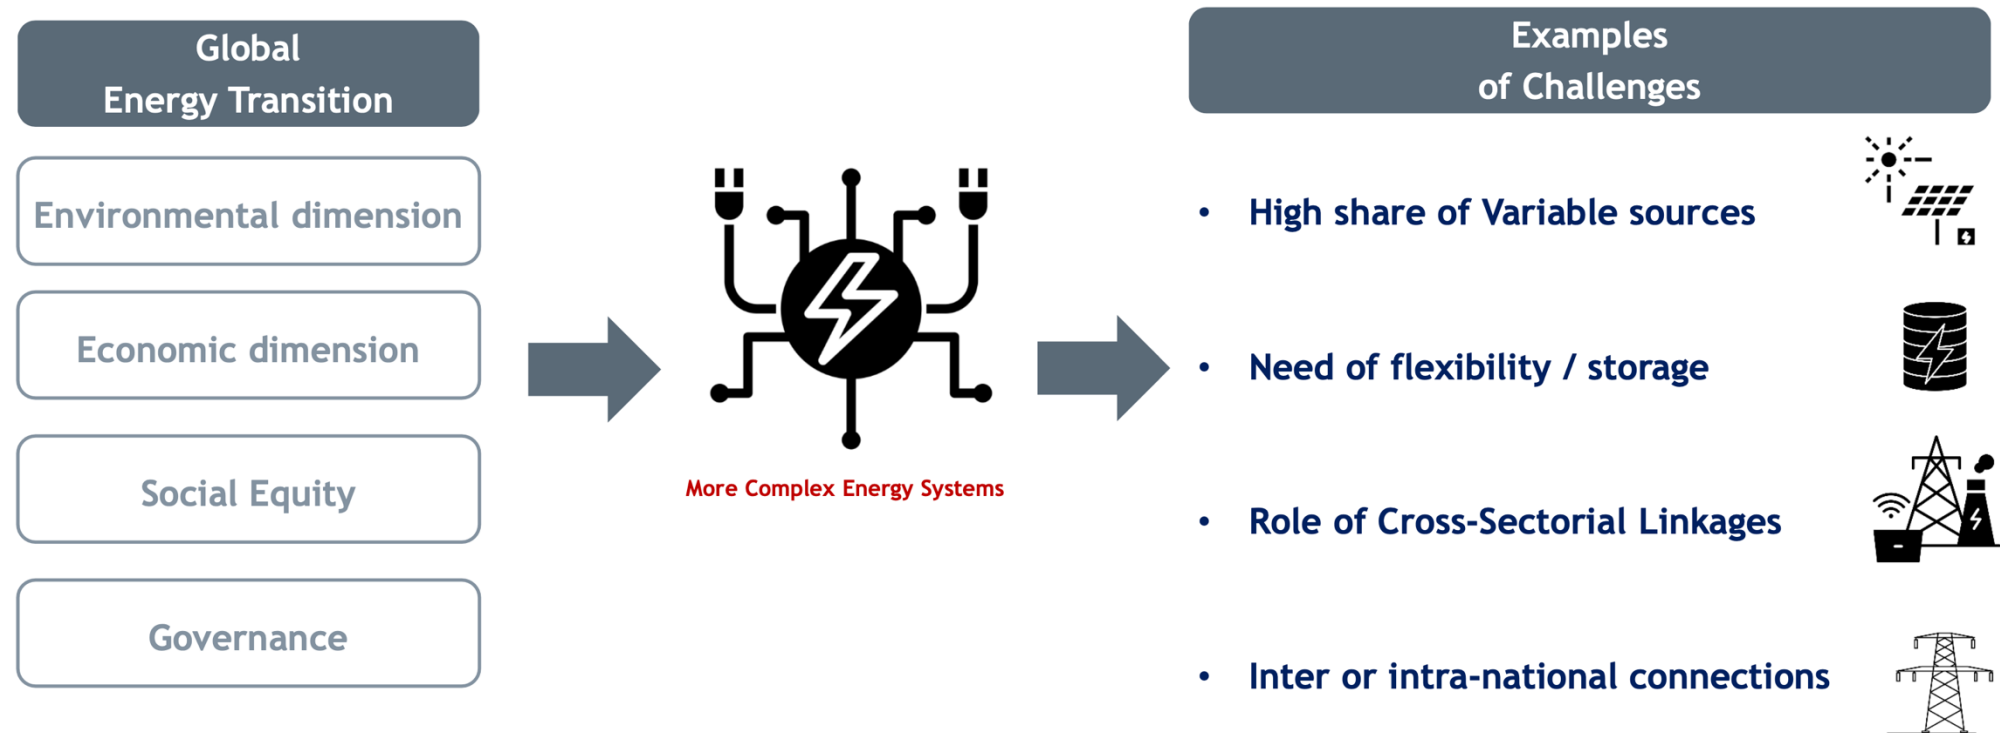 Global
Energy Transition
Environmental dimension
Economic dimension
Social Equity
Governance
More Complex Energy Systems
Examples
of Challenges
• High share of Variable sources
• Need of flexibility / storage
• Role of Cross-Sectorial Linkages
• Inter or intra-national connections